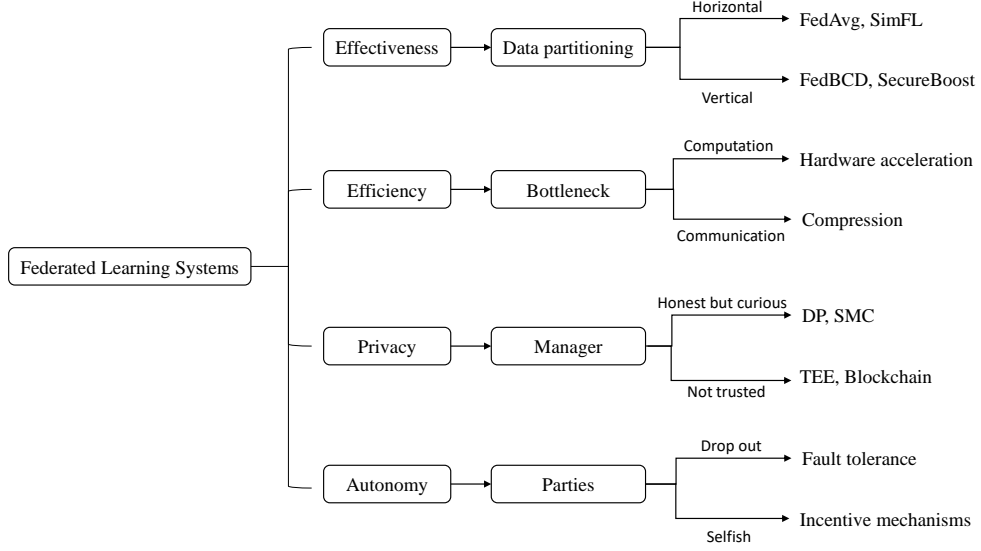 Horizontal
FedAvg, SimFL
Effectiveness
Data partitioning
FedBCD, SecureBoost
Vertical
Computation
Hardware acceleration
Efficiency
Bottleneck
Compression
Communication
Federated Learning Systems
Honest but curious
DP, SMC
Privacy
Manager
TEE, Blockchain
Not trusted
Drop out
Fault tolerance
Autonomy
Parties
Incentive mechanisms
Selfish